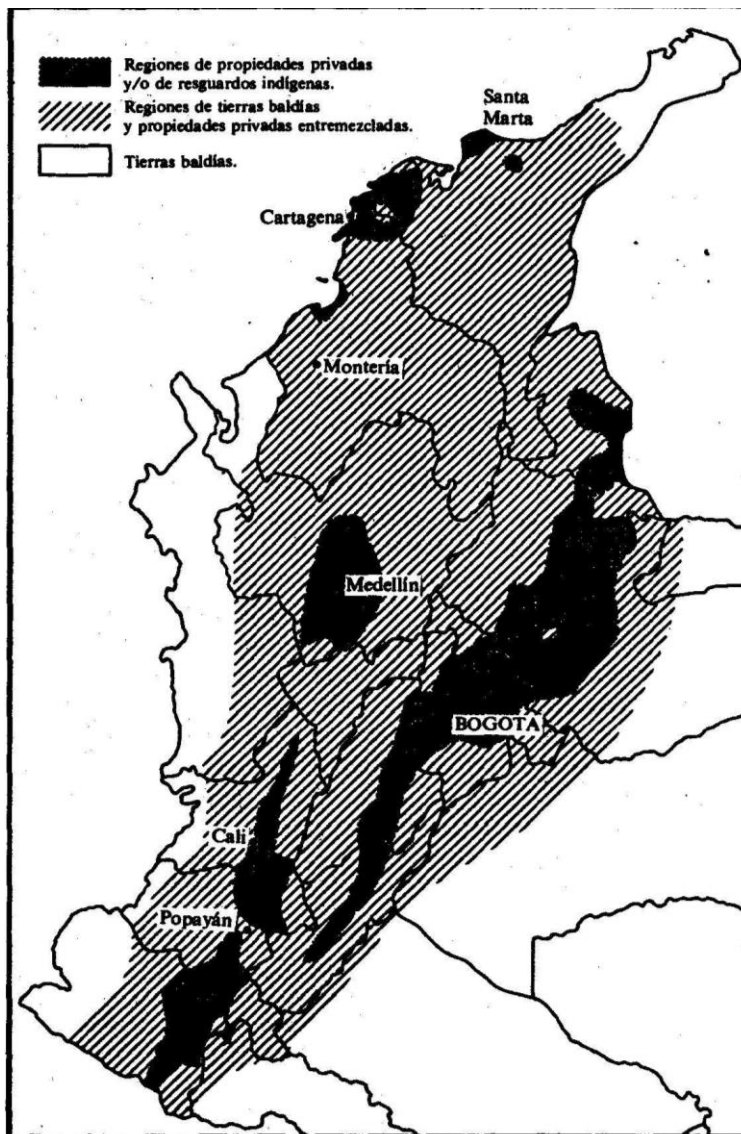 Regiones de propiedades privadas
y/o de resguardos indígenas.
Regiones de tierras baldías
y propiedades privadas entremezcladas.
Tierras baldías.
Santa
Marta
Cartagena
Montería
Medellín
BOGOTÁ
Cali
Popayán